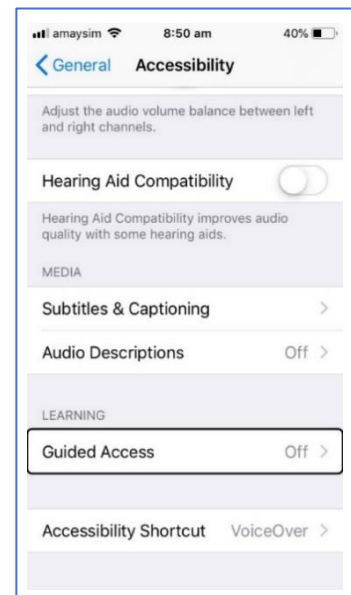 amaysim 8:50 am 40%
General Accessibility
Adjust the audio volume balance between left
and right channels.
Hearing Aid Compatibility
Hearing Aid Compatibility improves audio
quality with some hearing aids.
MEDIA
Subtitles & Captioning
Audio Descriptions Off
LEARNING
Guided Access Off
Accessibility Shortcut VoiceOver